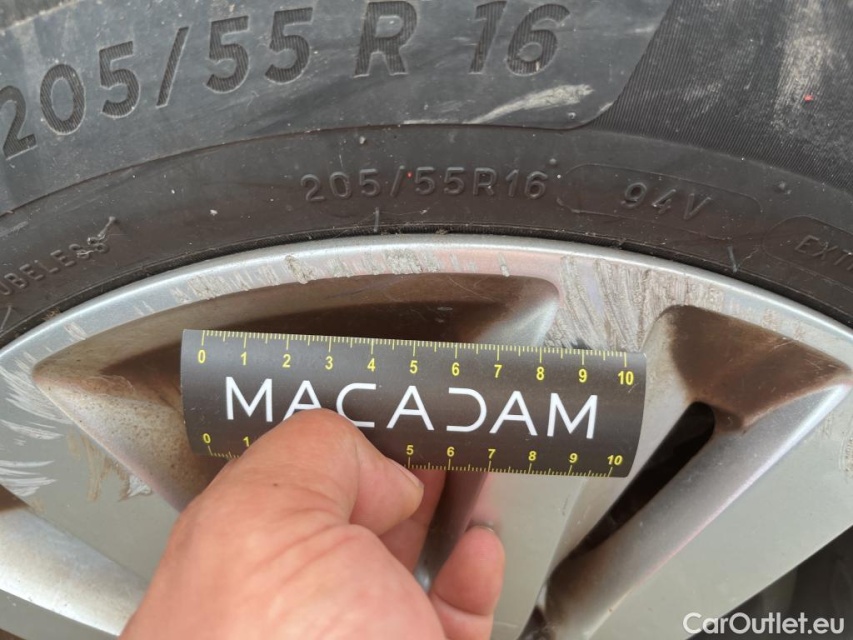 205/55 R 16
205/55R16 94V
TUBELESS
0 1 2 3 4 5 6 7 8 9 10
MACADAM
0 1 5 6 7 8 9 10
CarOutlet.eu